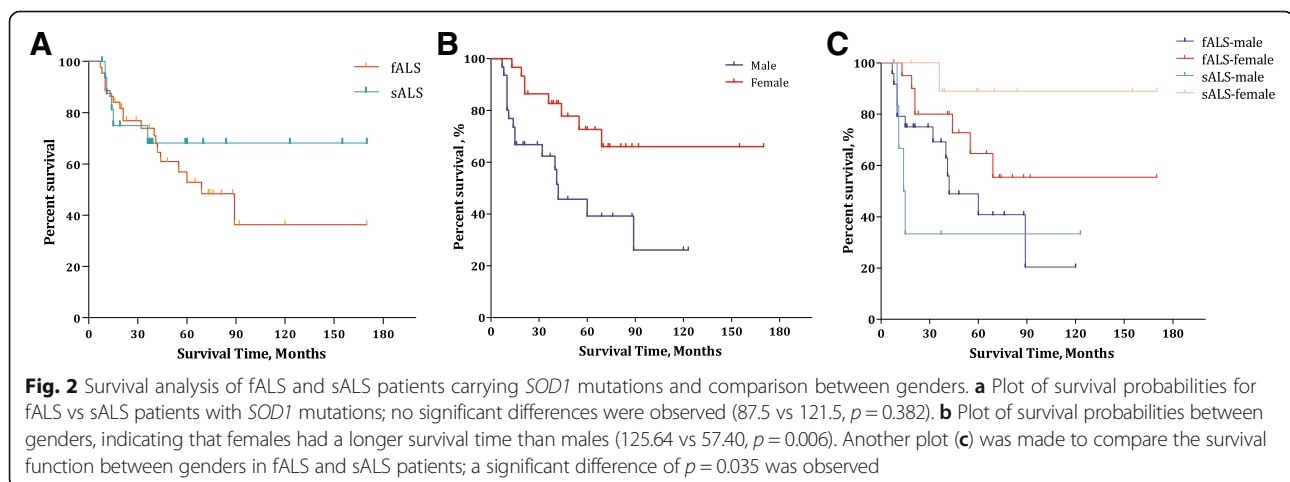 A
fALS
sALS
Percent survival
100
80
60
40
20
0
0 30 60 90 120 150 180
Survival Time, Months
B
Male
Female
Percent survival, %
100
80
60
40
20
0
0 30 60 90 120 150 180
Survival Time, Months
C
fALS-male
fALS-female
sALS-male
sALS-female
Percent survival, %
100
80
60
40
20
0
0 30 60 90 120 150 180
Survival Time, Months
Fig. 2 Survival analysis of fALS and sALS patients carrying SOD1 mutations and comparison between genders. a Plot of survival probabilities for
fALS vs sALS patients with SOD1 mutations; no significant differences were observed (87.5 vs 121.5, p = 0.382). b Plot of survival probabilities between
genders, indicating that females had a longer survival time than males (125.64 vs 57.40, p = 0.006). Another plot (c) was made to compare the survival
function between genders in fALS and sALS patients; a significant difference of p = 0.035 was observed